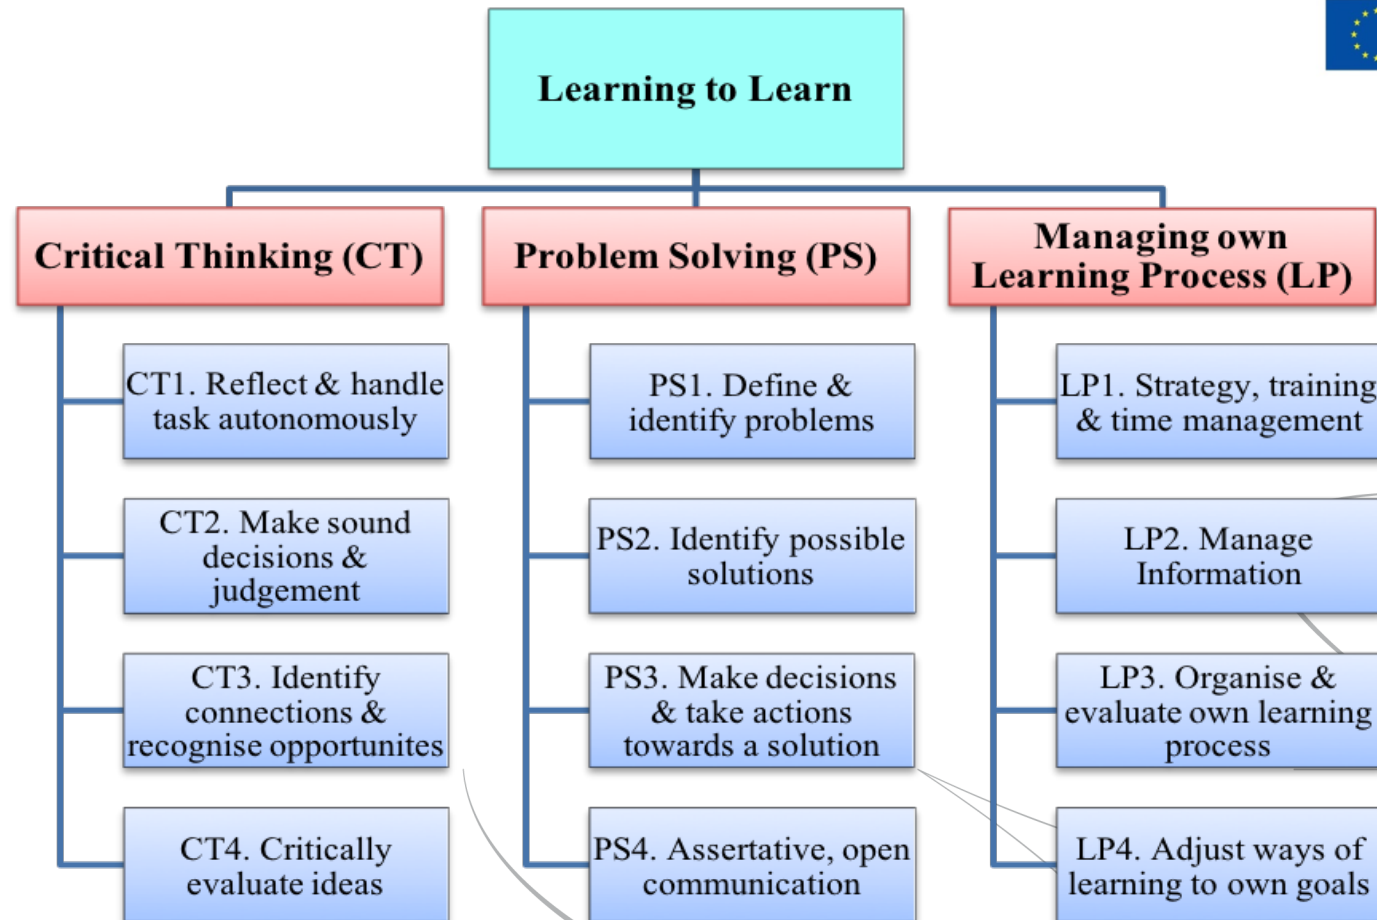 Learning to Learn
Critical Thinking (CT)
CT1. Reflect & handle
task autonomously
CT2. Make sound
decisions &
judgement
CT3. Identify
connections &
recognise opportunites
CT4. Critically
evaluate ideas
Problem Solving (PS)
PS1. Define &
identify problems
PS2. Identify possible
solutions
PS3. Make decisions
& take actions
towards a solution
PS4. Assertative, open
communication
Managing own
Learning Process (LP)
LP1. Strategy, training
& time management
LP2. Manage
Information
LP3. Organise &
evaluate own learning
process
LP4. Adjust ways of
learning to own goals